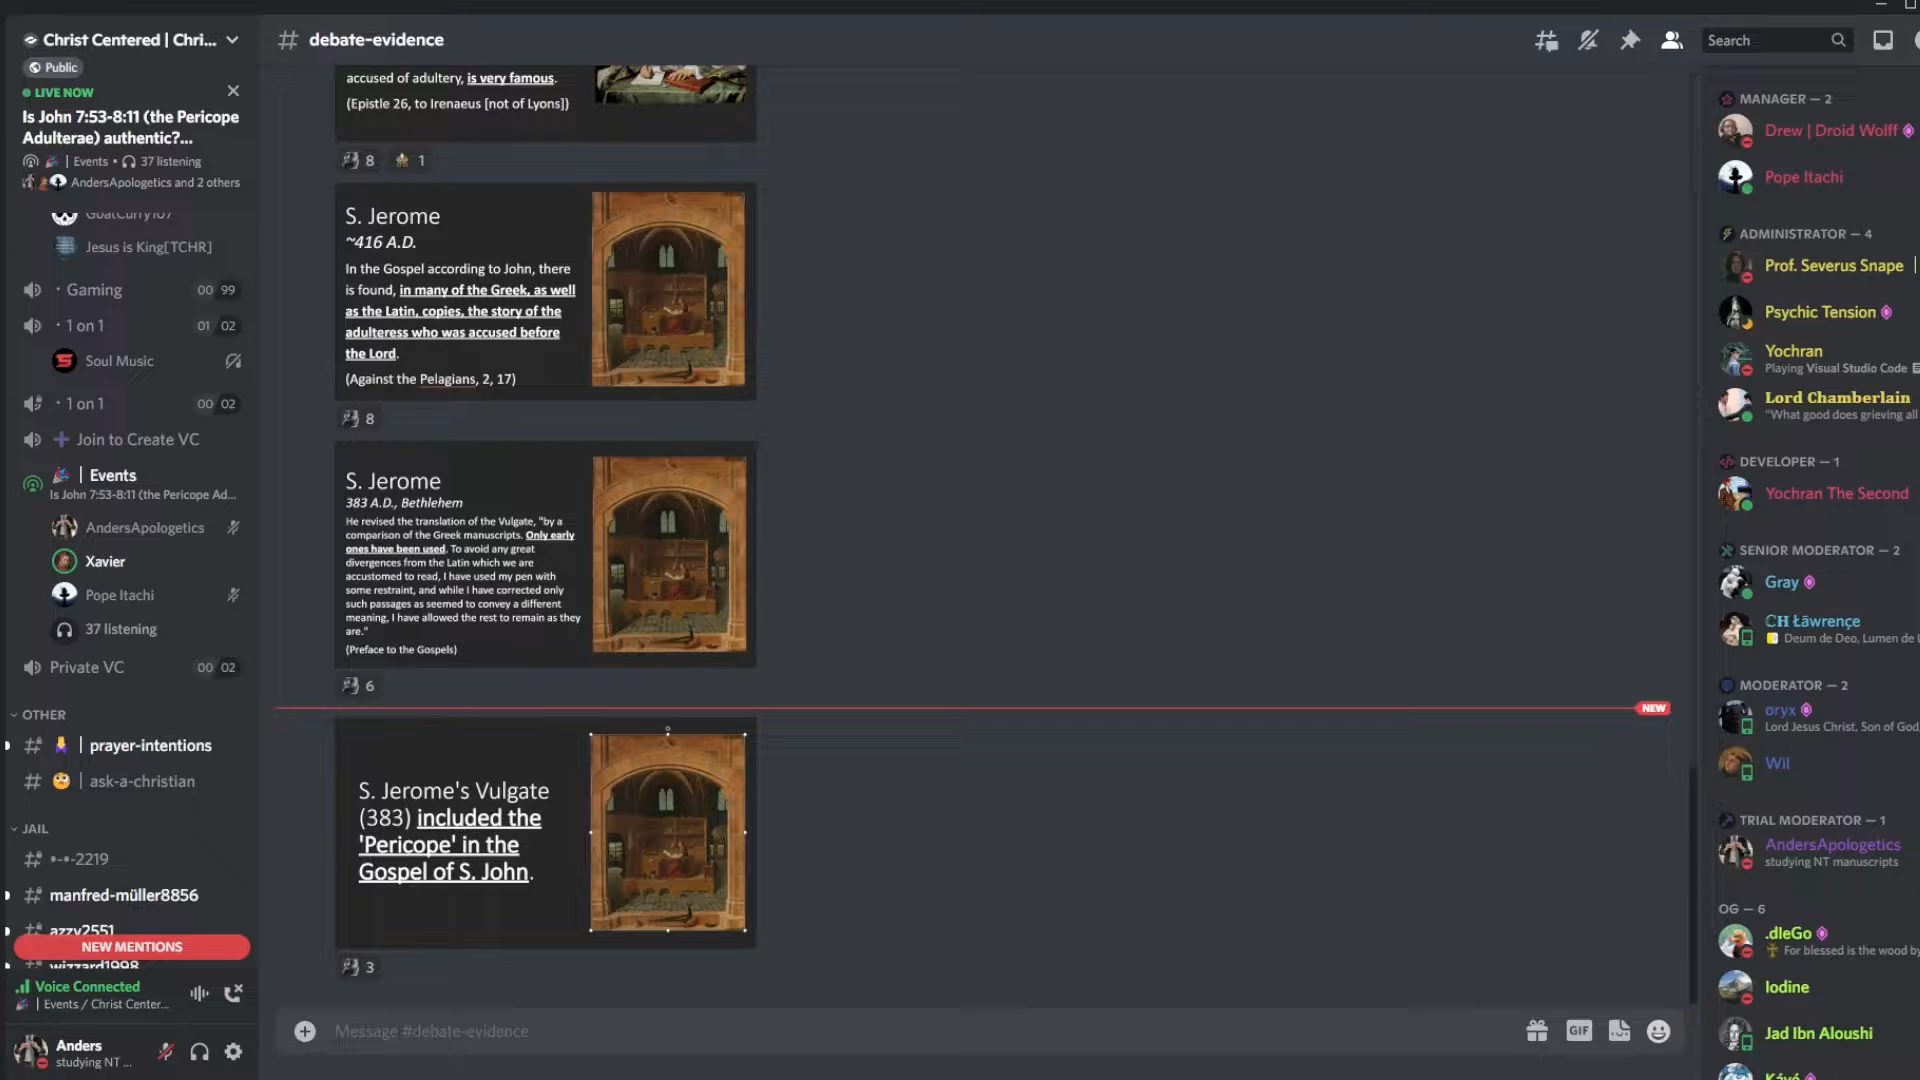 Christ Centered | Chri...
Public
LIVE NOW
Is John 7:53-8:11 (the Pericope
Adulterae) authentic?...
| Events • 37 listening
AndersApologetics and 2 others
GoatCurry107
Jesus is King[TCHR]
· Gaming 00 99
· 1 on 1 01 02
Soul Music
· 1 on 1 00 02
Join to Create VC
| Events
Is John 7:53-8:11 (the Pericope Ad...
AndersApologetics
Xavier
Pope Itachi
37 listening
Private VC 00 02
OTHER
| prayer-intentions
| ask-a-christian
JAIL
•-•-2219
manfred-müller8856
azzy2551
NEW MENTIONS
wizzard1998
Voice Connected
| Events / Christ Center...
Anders
studying NT ...
# debate-evidence
Search
accused of adultery, is very famous.
(Epistle 26, to Irenaeus [not of Lyons])
8 1
S. Jerome
~416 A.D.
In the Gospel according to John, there
is found, in many of the Greek, as well
as the Latin, copies, the story of the
adulteress who was accused before
the Lord.
(Against the Pelagians, 2, 17)
8
S. Jerome
383 A.D., Bethlehem
He revised the translation of the Vulgate, "by a
comparison of the Greek manuscripts. Only early
ones have been used. To avoid any great
divergences from the Latin which we are
accustomed to read, I have used my pen with
some restraint, and while I have corrected only
such passages as seemed to convey a different
meaning, I have allowed the rest to remain as they
are."
(Preface to the Gospels)
6
NEW
S. Jerome's Vulgate
(383) included the
'Pericope' in the
Gospel of S. John.
3
Message #debate-evidence
GIF
MANAGER — 2
Drew | Droid Wolff
Pope Itachi
ADMINISTRATOR — 4
Prof. Severus Snape |
Psychic Tension
Yochran
Playing Visual Studio Code
Lord Chamberlain
"What good does grieving all
DEVELOPER — 1
Yochran The Second
SENIOR MODERATOR — 2
Gray
CH Łāwrençe
Deum de Deo, Lumen de L
MODERATOR — 2
oryx
Lord Jesus Christ, Son of God,
Wil
TRIAL MODERATOR — 1
AndersApologetics
studying NT manuscripts
OG — 6
.dleGo
For blessed is the wood by
Iodine
Jad Ibn Aloushi